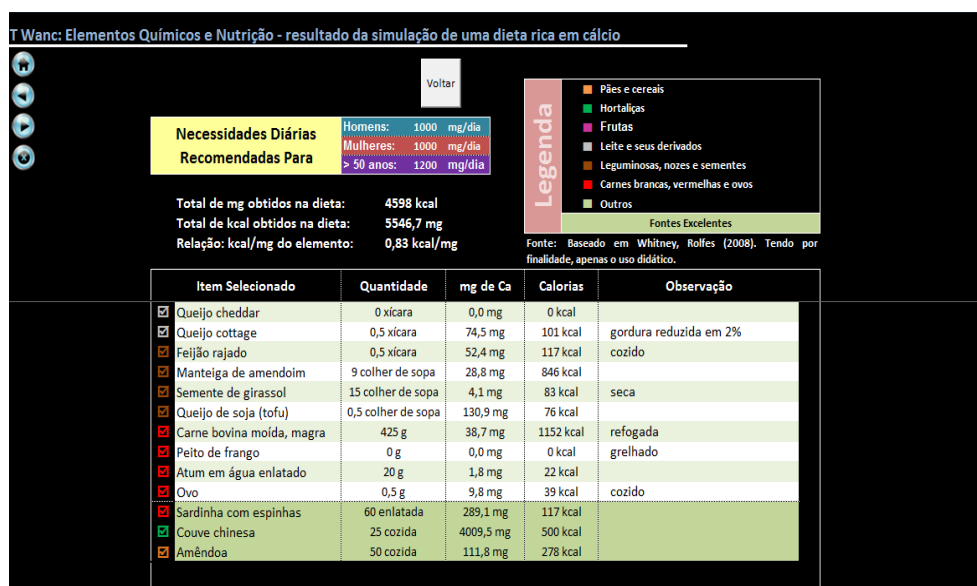 T Wanc: Elementos Químicos e Nutrição - resultado da simulação de uma dieta rica em cálcio
Voltar
Necessidades Diárias
Recomendadas Para
Homens: 1000 mg/dia
Mulheres: 1000 mg/dia
> 50 anos: 1200 mg/dia
Legenda
Pães e cereais
Hortaliças
Frutas
Leite e seus derivados
Leguminosas, nozes e sementes
Carnes brancas, vermelhas e ovos
Outros
Fontes Excelentes
Total de mg obtidos na dieta: 4598 kcal
Total de kcal obtidos na dieta: 5546,7 mg
Relação: kcal/mg do elemento: 0,83 kcal/mg
Fonte: Baseado em Whitney, Rolfes (2008). Tendo por
finalidade, apenas o uso didático.
Item Selecionado Quantidade mg de Ca Calorias Observação
Queijo cheddar 0 xícara 0,0 mg 0 kcal
Queijo cottage 0,5 xícara 74,5 mg 101 kcal gordura reduzida em 2%
Feijão rajado 0,5 xícara 52,4 mg 117 kcal cozido
Manteiga de amendoim 9 colher de sopa 28,8 mg 846 kcal
Semente de girassol 15 colher de sopa 4,1 mg 83 kcal seca
Queijo de soja (tofu) 0,5 colher de sopa 130,9 mg 76 kcal
Carne bovina moída, magra 425 g 38,7 mg 1152 kcal refogada
Peito de frango 0 g 0,0 mg 0 kcal grelhado
Atum em água enlatado 20 g 1,8 mg 22 kcal
Ovo 0,5 g 9,8 mg 39 kcal cozido
Sardinha com espinhas 60 enlatada 289,1 mg 117 kcal
Couve chinesa 25 cozida 4009,5 mg 500 kcal
Amêndoa 50 cozida 111,8 mg 278 kcal